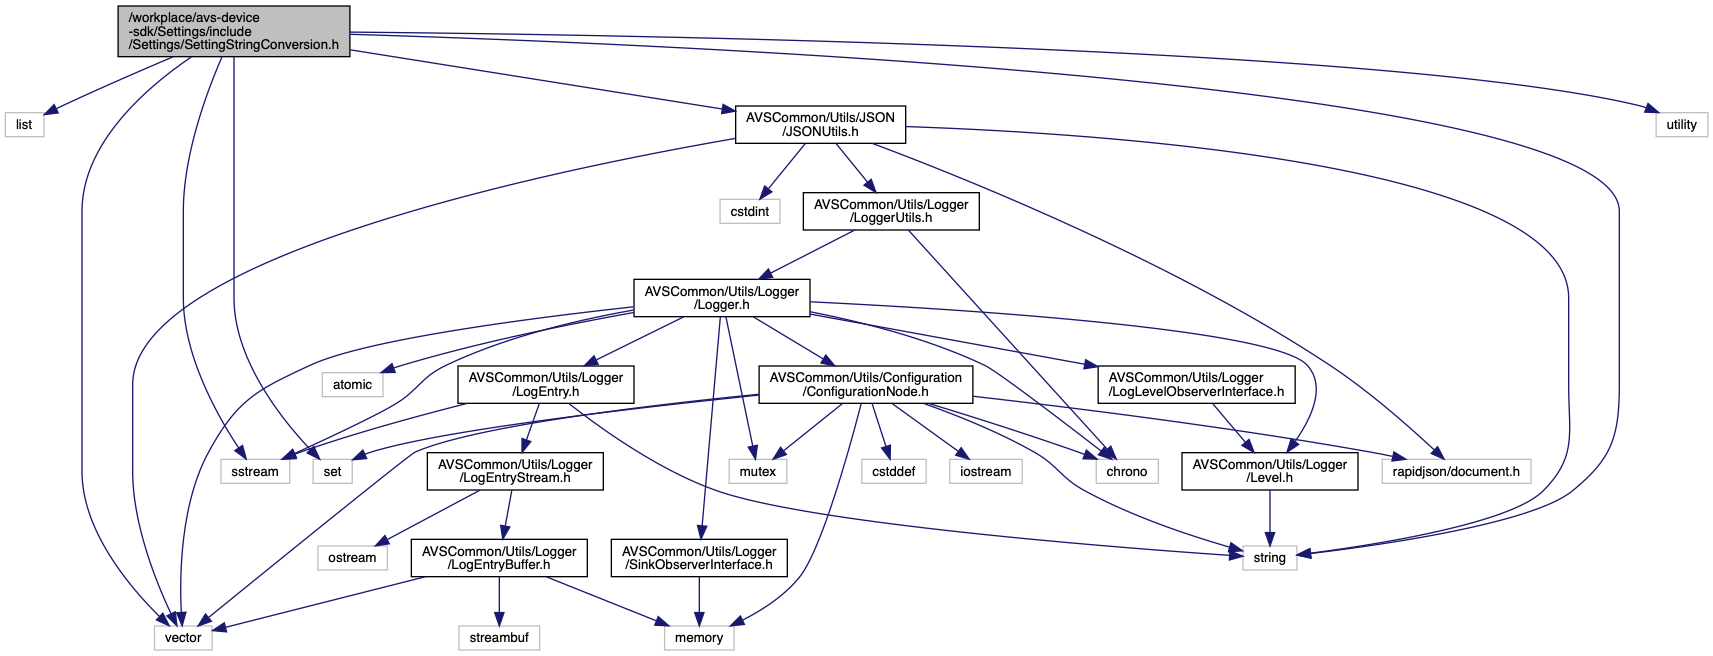 /workplace/avs-device
-sdk/Settings/include
/Settings/SettingStringConversion.h
list
AVSCommon/Utils/JSON
/JSONUtils.h
utility
cstdint
AVSCommon/Utils/Logger
/LoggerUtils.h
AVSCommon/Utils/Logger
/Logger.h
atomic
AVSCommon/Utils/Logger
/LogEntry.h
AVSCommon/Utils/Configuration
/ConfigurationNode.h
AVSCommon/Utils/Logger
/LogLevelObserverInterface.h
sstream
set
AVSCommon/Utils/Logger
/LogEntryStream.h
mutex
cstddef
iostream
chrono
AVSCommon/Utils/Logger
/Level.h
rapidjson/document.h
ostream
AVSCommon/Utils/Logger
/LogEntryBuffer.h
AVSCommon/Utils/Logger
/SinkObserverInterface.h
string
vector
streambuf
memory